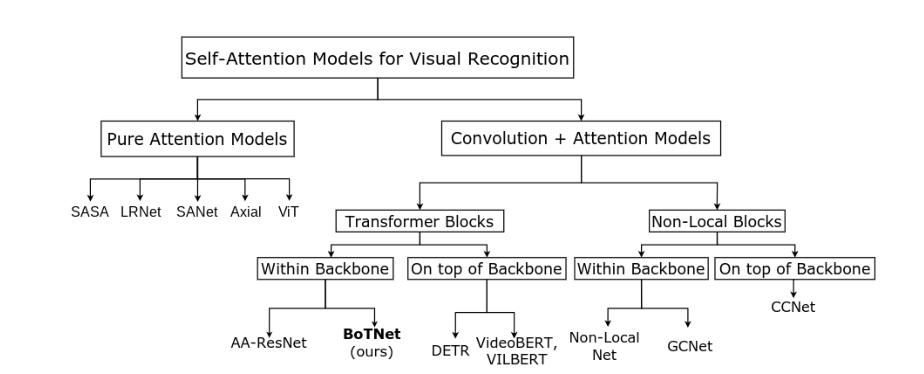 Self-Attention Models for Visual Recognition
Pure Attention Models
Convolution + Attention Models
SASA LRNet SANet Axial ViT
Transformer Blocks
Non-Local Blocks
Within Backbone
On top of Backbone
Within Backbone
On top of Backbone
AA-ResNet
BoTNet
(ours)
DETR
VideoBERT,
VILBERT
Non-Local
Net
GCNet
CCNet